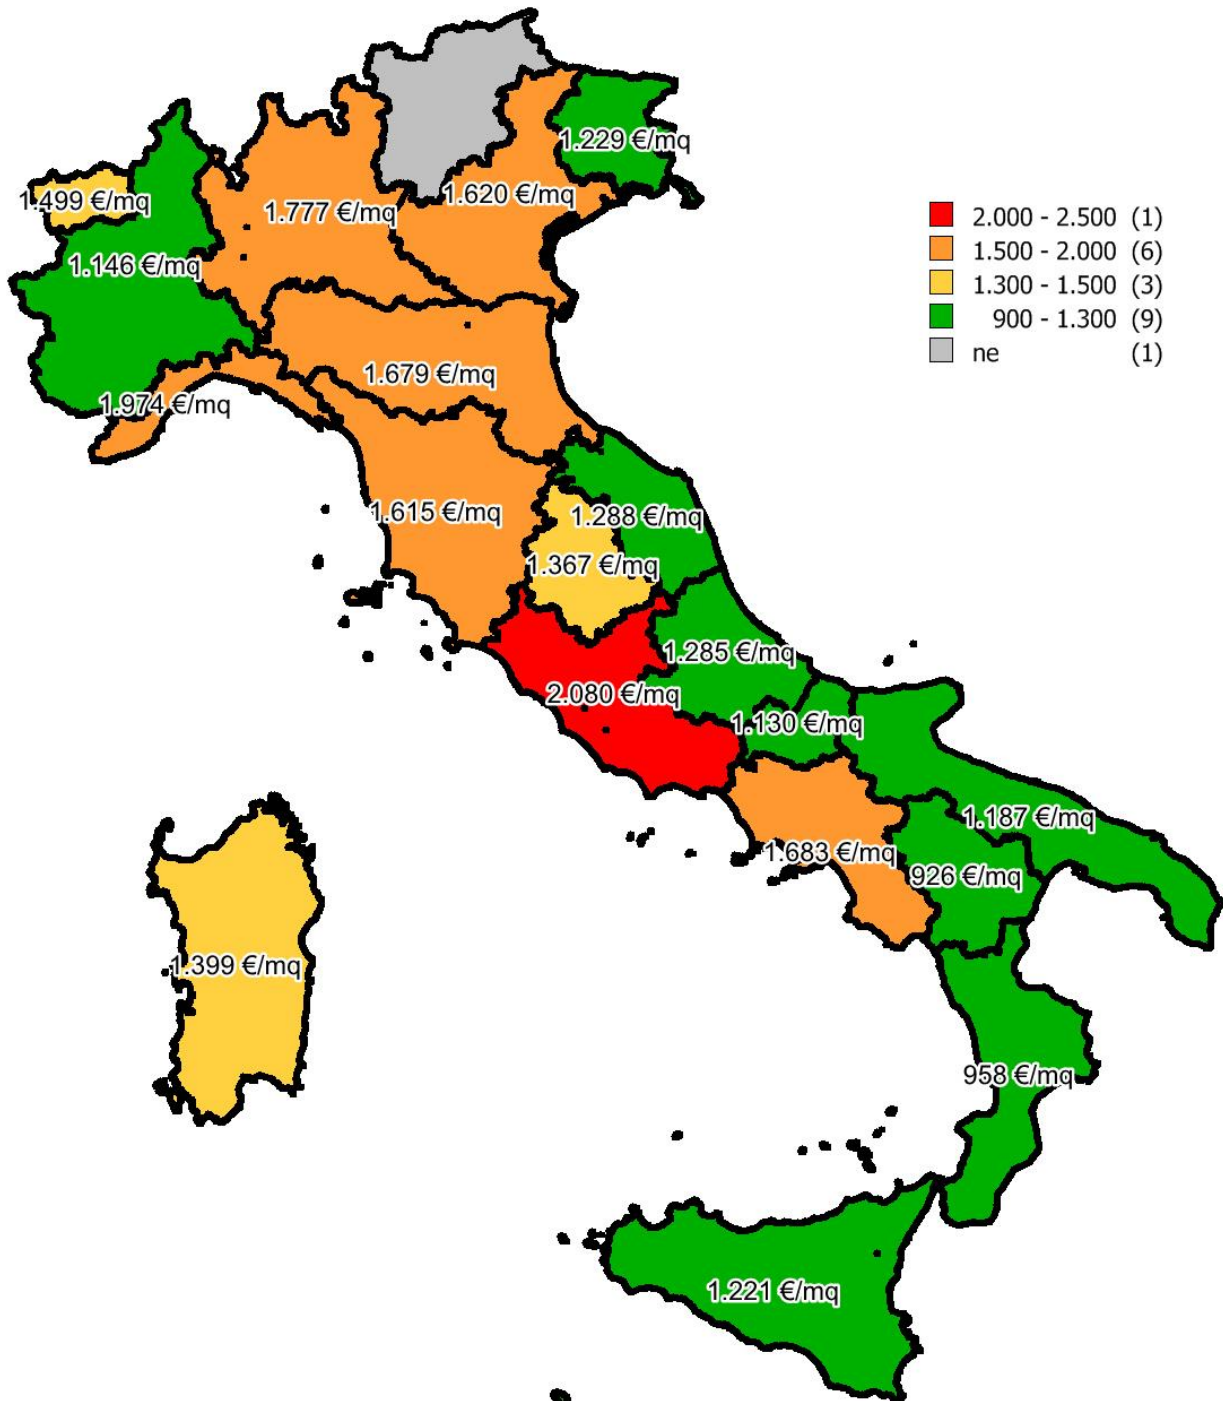 1.229 €/mq
1.620 €/mq
1.499 €/mq
1.777 €/mq
1.146 €/mq
2.000 - 2.500 (1)
1.500 - 2.000 (6)
1.300 - 1.500 (3)
900 - 1.300 (9)
ne (1)
1.679 €/mq
1.974 €/mq
1.615 €/mq
1.288 €/mq
1.367 €/mq
1.285 €/mq
2.080 €/mq
1.130 €/mq
1.187 €/mq
1.683 €/mq
926 €/mq
1.399 €/mq
958 €/mq
1.221 €/mq